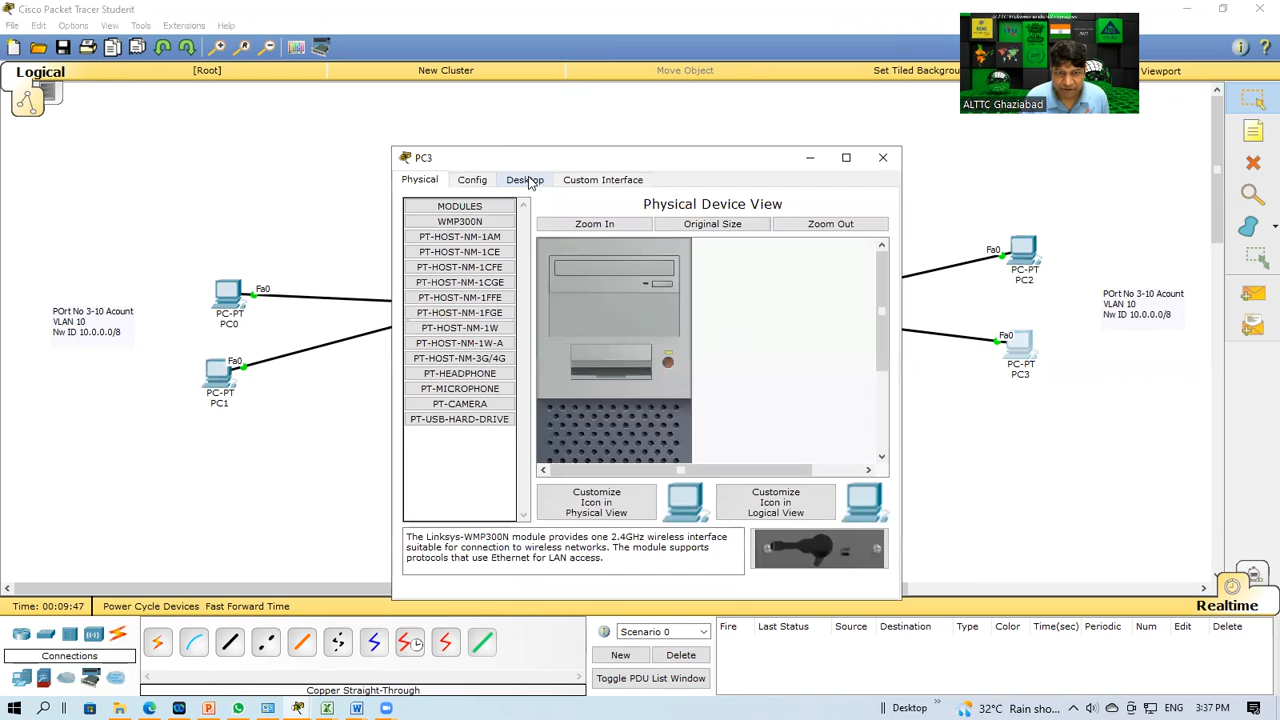 Cisco Packet Tracer Student
File Edit Options View Tools Extensions Help
Logical [Root] New Cluster Move Object Set Tiled Backgrou Viewport
ALTTC Ghaziabad
PC3
Physical Config Desktop Custom Interface
MODULES
WMP300N
PT-HOST-NM-1AM
PT-HOST-NM-1CE
PT-HOST-NM-1CFE
PT-HOST-NM-1CGE
PT-HOST-NM-1FFE
PT-HOST-NM-1FGE
PT-HOST-NM-1W
PT-HOST-NM-1W-A
PT-HOST-NM-3G/4G
PT-HEADPHONE
PT-MICROPHONE
PT-CAMERA
PT-USB-HARD-DRIVE
Physical Device View
Zoom In Original Size Zoom Out
Customize
Icon in
Physical View
Customize
Icon in
Logical View
The Linksys-WMP300N module provides one 2.4GHz wireless interface
suitable for connection to wireless networks. The module supports
protocols that use Ethernet for LAN access.
POrt No 3-10 Acount
VLAN 10
Nw ID 10.0.0.0/8
Fa0
PC-PT
PC0
Fa0
PC-PT
PC1
Fa0
PC-PT
PC2
Fa0
PC-PT
PC3
POrt No 3-10 Acount
VLAN 10
Nw ID 10.0.0.0/8
Time: 00:09:47 Power Cycle Devices Fast Forward Time
Realtime
Connections
Copper Straight-Through
Scenario 0
New Delete
Toggle PDU List Window
Fire Last Status Source Destination Type Color Time(sec) Periodic Num Edit Delete
Desktop 32°C Rain sho... ENG 3:37 PM